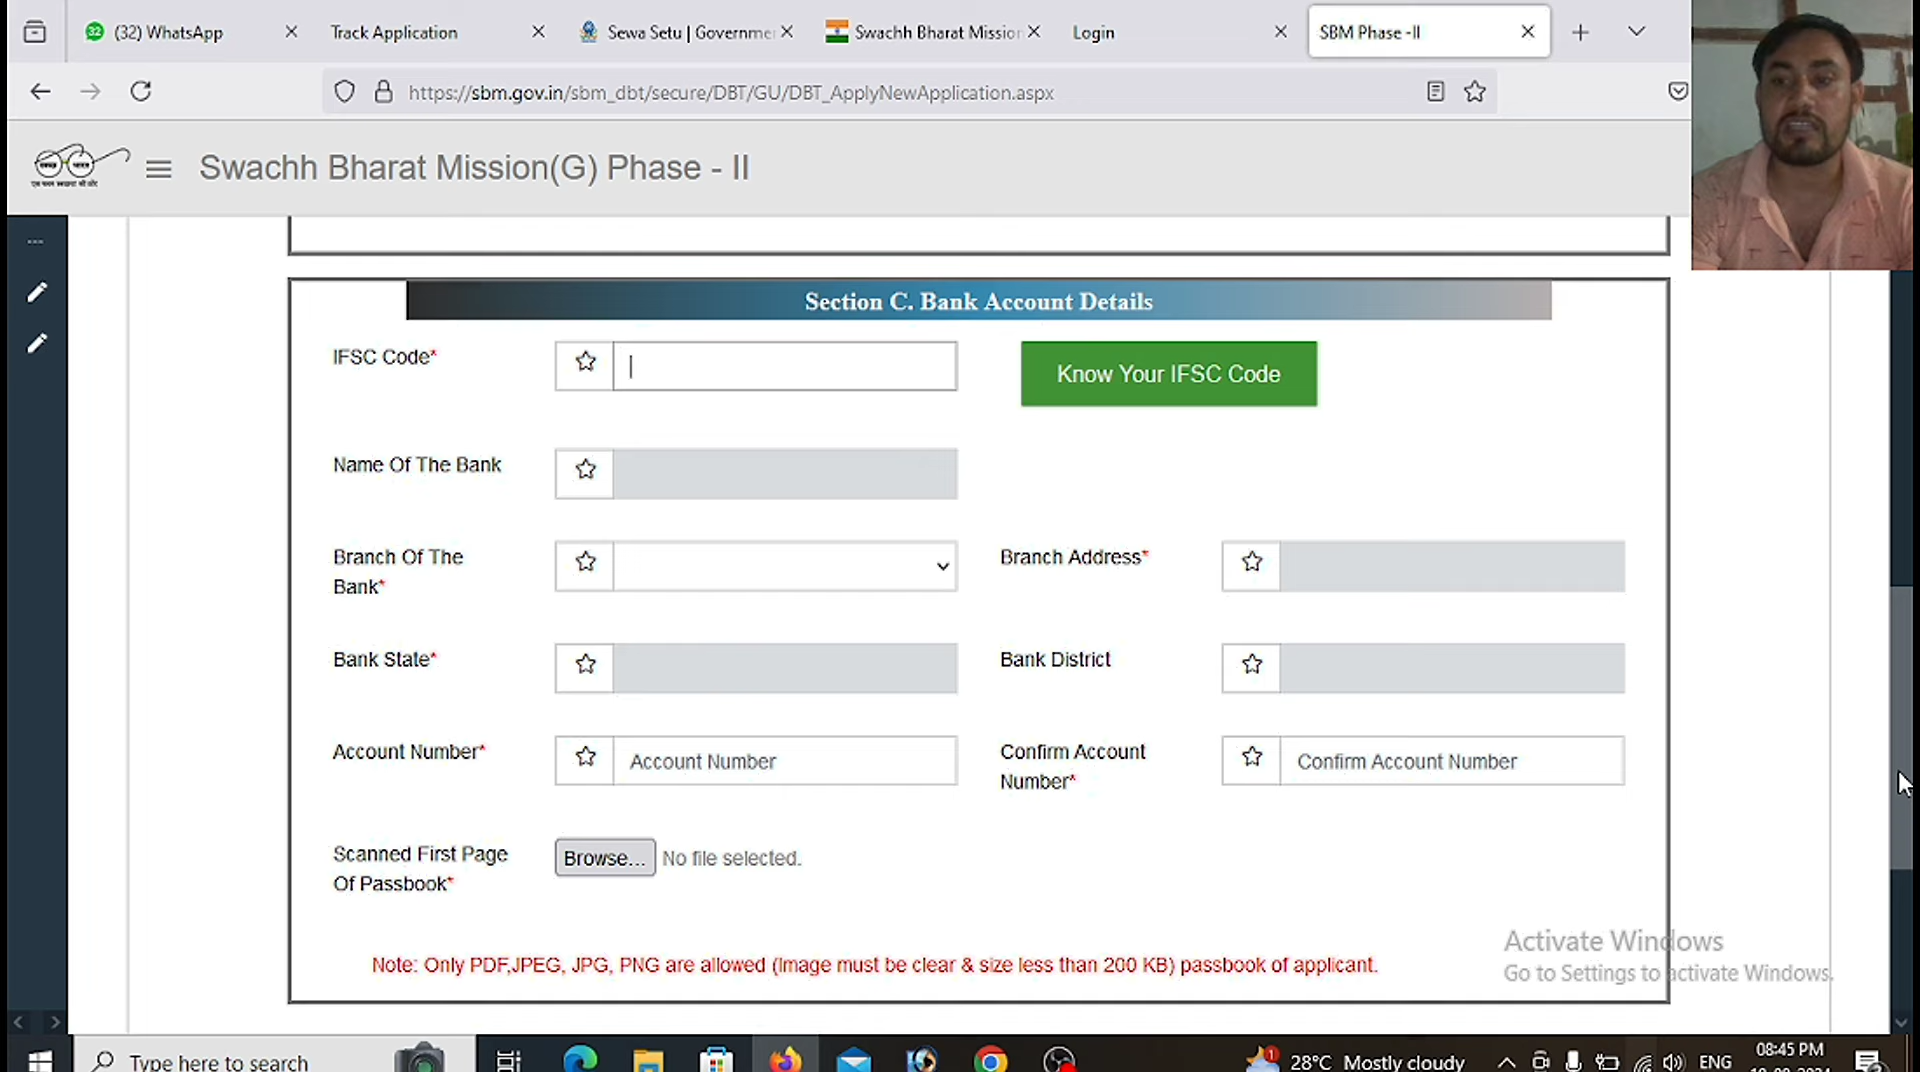 (32) WhatsApp
Track Application
Sewa Setu | Governme
Swachh Bharat Mission
Login
SBM Phase -II
https://sbm.gov.in/sbm_dbt/secure/DBT/GU/DBT_ApplyNewApplication.aspx
Swachh Bharat Mission(G) Phase - II
Section C. Bank Account Details
IFSC Code*
Know Your IFSC Code
Name Of The Bank
Branch Of The
Bank*
Branch Address*
Bank State*
Bank District
Account Number*
Account Number
Confirm Account
Number*
Confirm Account Number
Scanned First Page
Of Passbook*
Browse...
No file selected.
Note: Only PDF,JPEG, JPG, PNG are allowed (Image must be clear & size less than 200 KB) passbook of applicant.
Activate Windows
Go to Settings to activate Windows.
Type here to search
28°C Mostly cloudy
ENG
08:45 PM